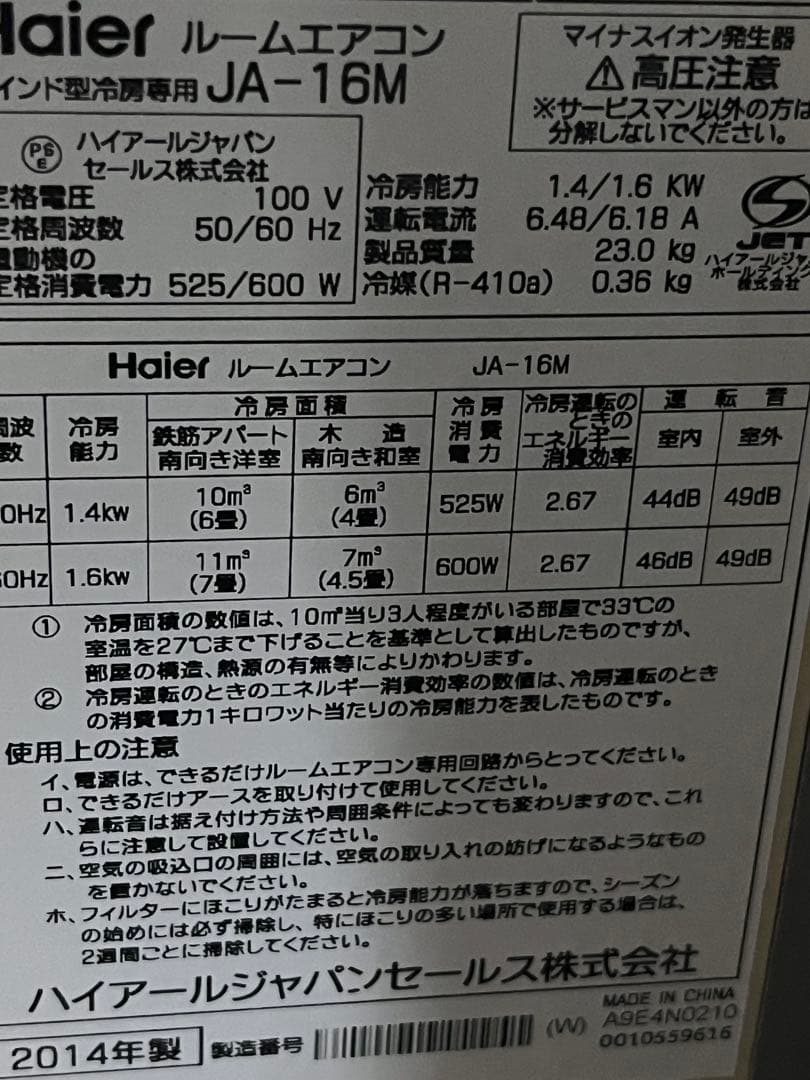 Haier ルームエアコン
インド型冷房専用 JA-16M
マイナスイオン発生器
⚠高圧注意
※サービスマン以外の方は
分解しないでください。
PS E
ハイアールジャパン
セールス株式会社
定格電圧 100 V
定格周波数 50/60 Hz
電動機の
定格消費電力 525/600 W
冷房能力 1.4/1.6 KW
運転電流 6.48/6.18 A
製品質量 23.0 kg
冷媒(R-410a) 0.36 kg
JET
ハイアールジャパン
ホールディングス
株式会社
Haier ルームエアコン JA-16M
周波数 冷房能力 冷房面積 冷房消費電力 冷房運転のときのエネルギー消費効率 運転音
鉄筋アパート南向き洋室 木造南向き和室 室内 室外
50Hz 1.4kw 10m³(6畳) 6m³(4畳) 525W 2.67 44dB 49dB
60Hz 1.6kw 11m³(7畳) 7m³(4.5畳) 600W 2.67 46dB 49dB
① 冷房面積の数値は、10㎡当り3人程度がいる部屋で33℃の
室温を27℃まで下げることを基準として算出したものですが、
部屋の構造、熱源の有無等によりかわります。
② 冷房運転のときのエネルギー消費効率の数値は、冷房運転のとき
の消費電力1キロワット当たりの冷房能力を表したものです。
使用上の注意
イ、電源は、できるだけルームエアコン専用回路からとってください。
ロ、できるだけアースを取り付けて使用してください。
ハ、運転音は据え付け方法や周囲条件によっても変わりますので、これ
らに注意して設置してください。
ニ、空気の吸込口の周囲には、空気の取り入れの妨げになるようなもの
を置かないでください。
ホ、フィルターにほこりがたまると冷房能力が落ちますので、シーズン
の始めには必ず掃除し、特にほこりの多い場所で使用する場合は、
2週間ごとに掃除してください。
ハイアールジャパンセールス株式会社
2014年製 製造番号 (W)
MADE IN CHINA
A9E4N0210
0010559616